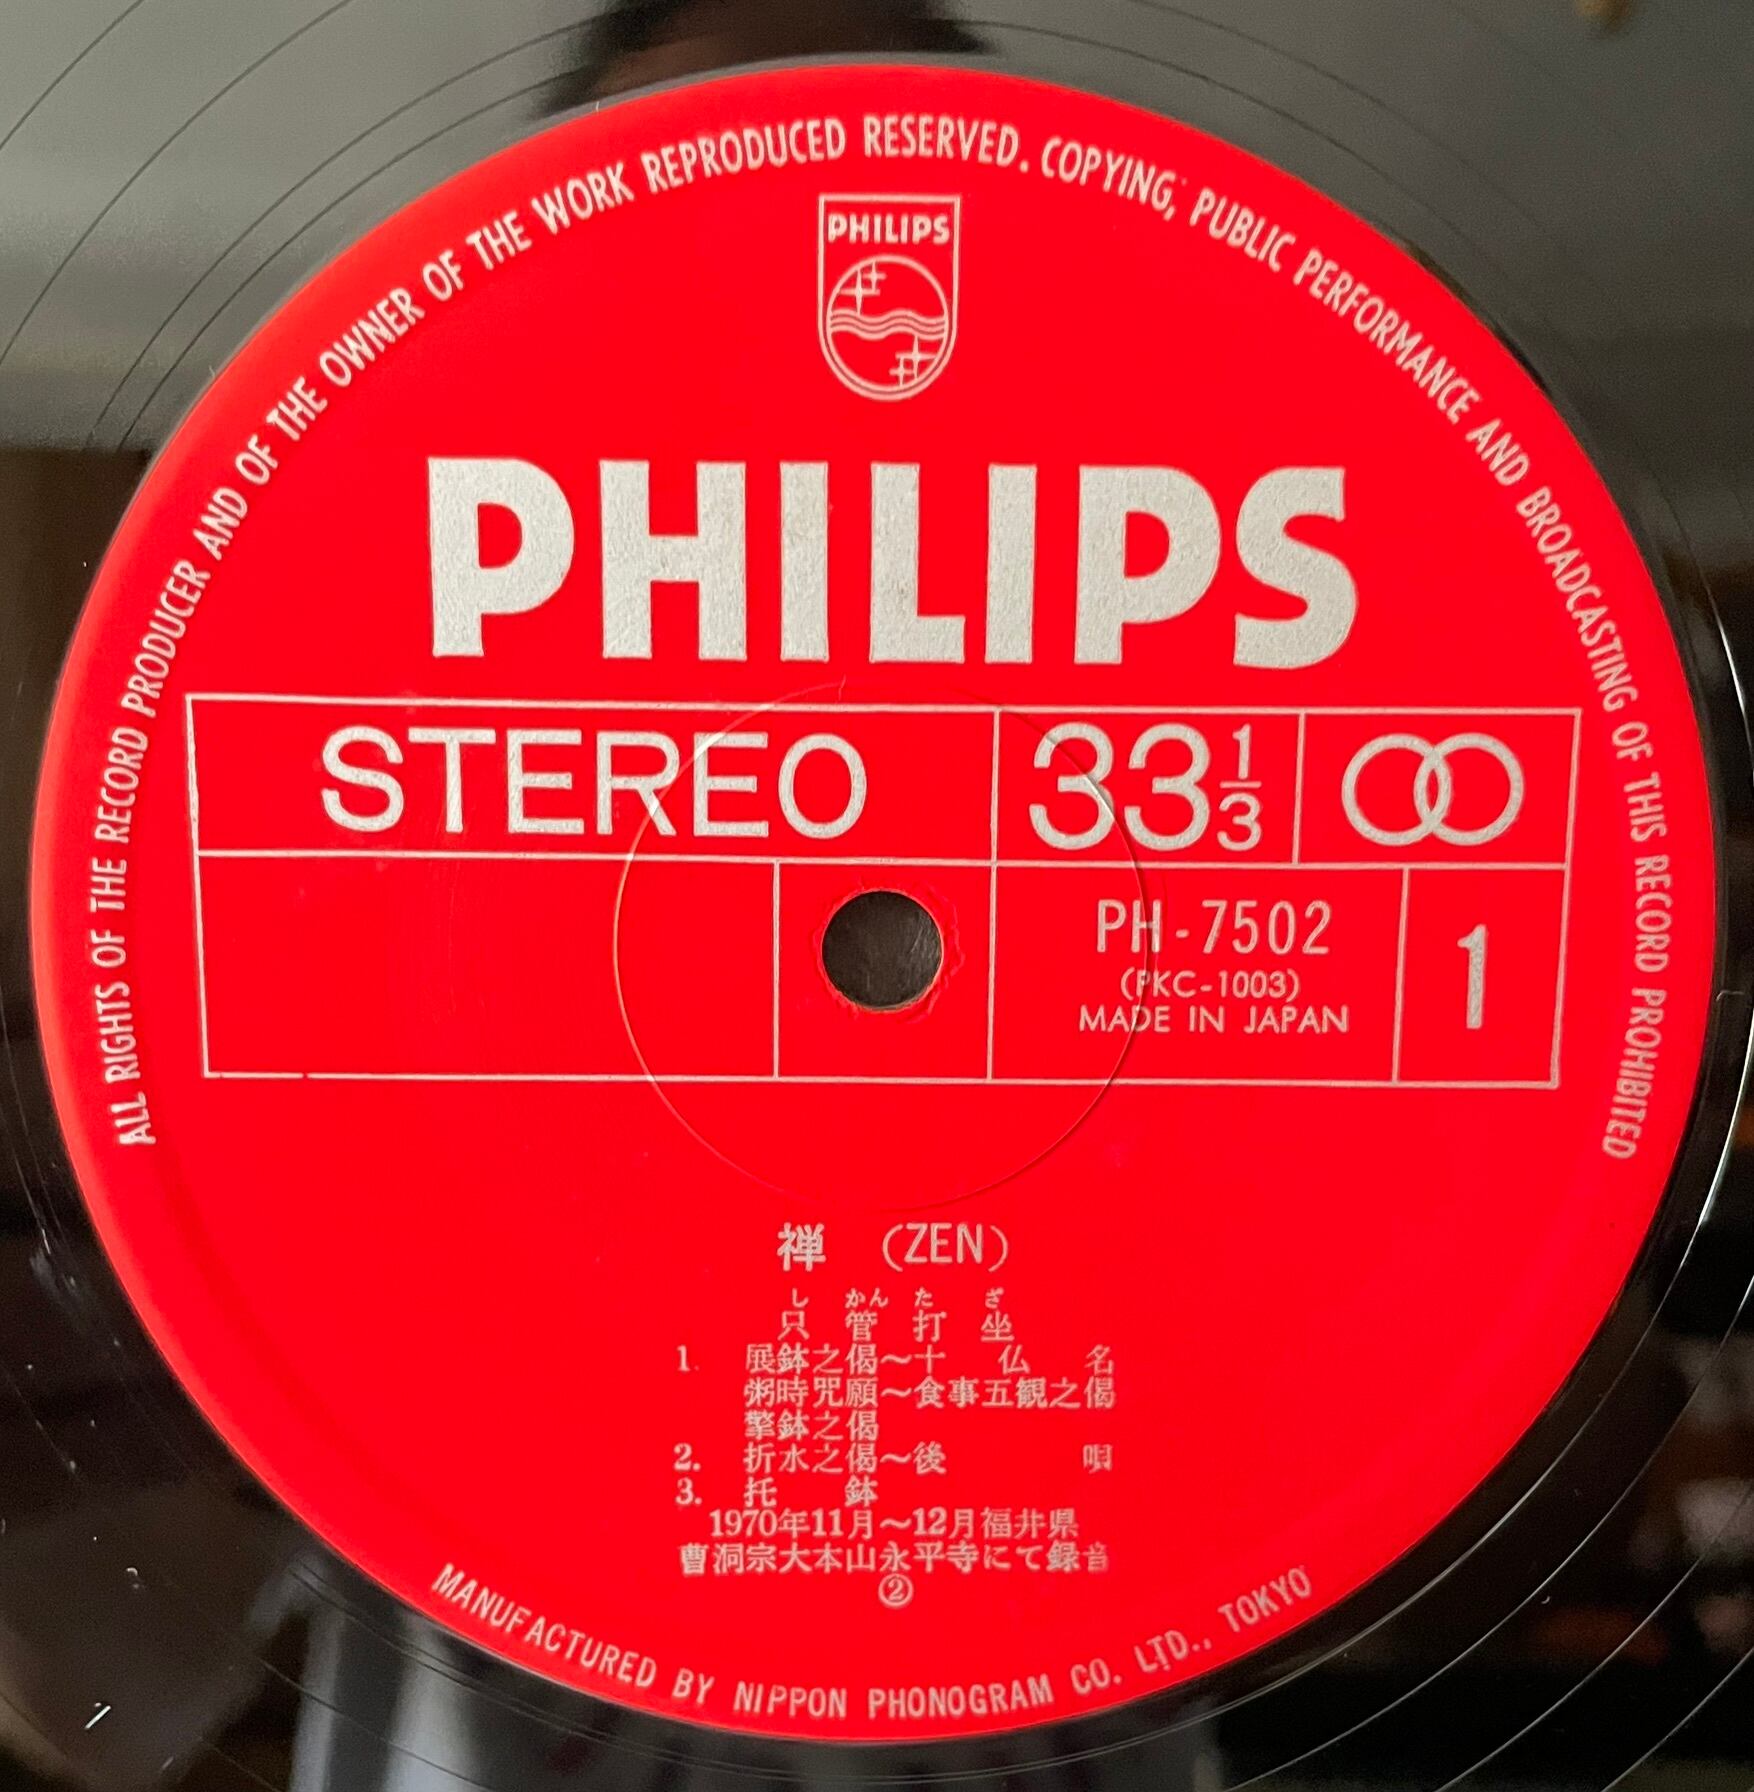 ALL RIGHTS OF THE RECORD PRODUCER AND OF THE OWNER OF THE WORK REPRODUCED RESERVED. COPYING, PUBLIC PERFORMANCE AND BROADCASTING OF THIS RECORD PROHIBITED
PHILIPS
PHILIPS
STEREO 33 1/3
PH-7502 1
(PKC-1003)
MADE IN JAPAN
禅 (ZEN)
し かん た ざ
只 管 打 坐
1. 展鉢之偈～十 仏 名
粥時咒願～食事五観之偈
擎鉢之偈
2. 折水之偈～後 唄
3. 托 鉢
1970年11月～12月福井県
曹洞宗大本山永平寺にて録音
②
MANUFACTURED BY NIPPON PHONOGRAM CO. LTD., TOKYO